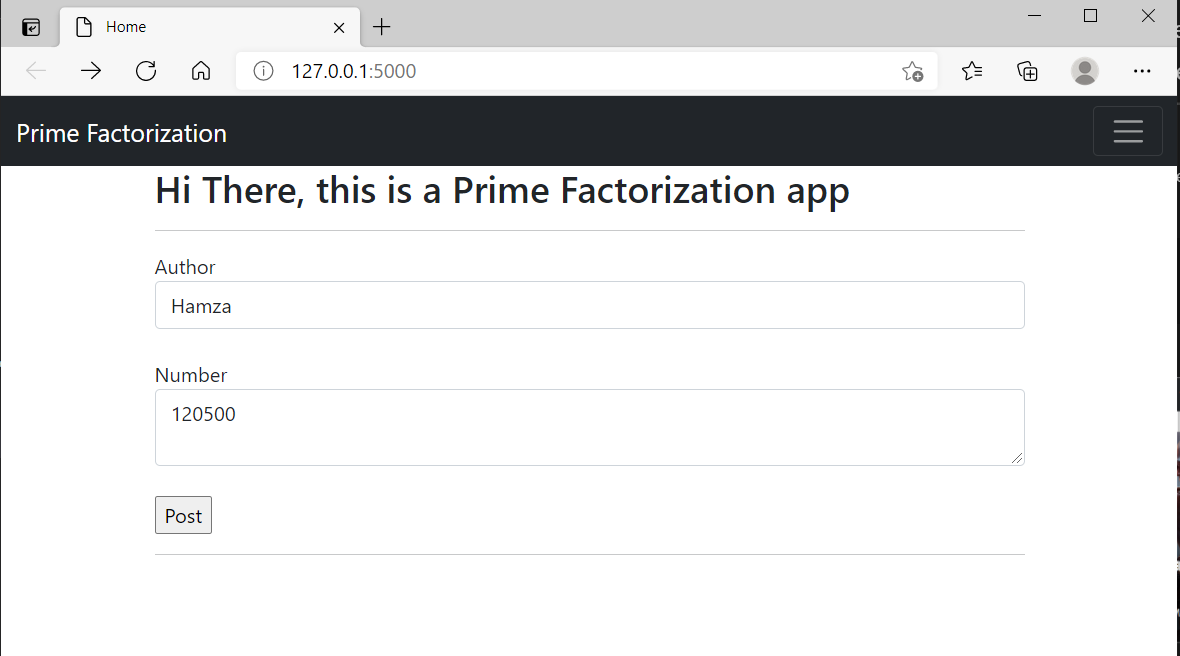 Home
127.0.0.1:5000
Prime Factorization
Hi There, this is a Prime Factorization app
Author
Hamza
Number
120500
Post